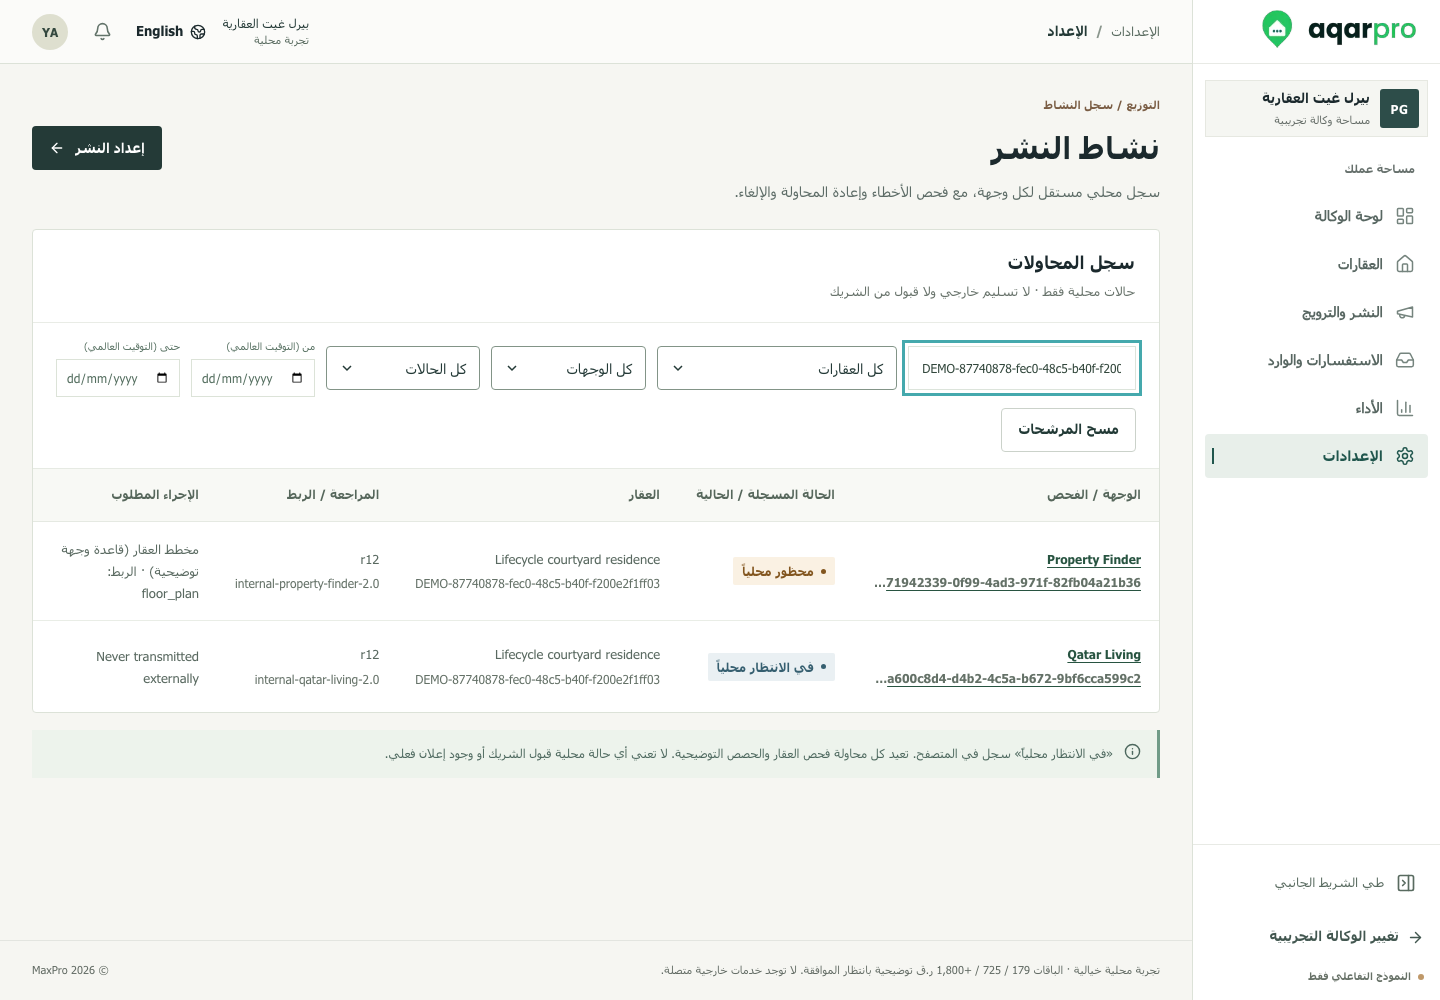 aqarpro
PG
بيرل غيت العقارية
مساحة وكالة تجريبية
مساحة عملك
لوحة الوكالة
العقارات
النشر والترويج
الاستفسارات والوارد
الأداء
الإعدادات
طي الشريط الجانبي
تغيير الوكالة التجريبية
النموذج التفاعلي فقط
الإعدادات / الإعداد
بيرل غيت العقارية
تجربة محلية
English
YA
التوزيع / سجل النشاط
نشاط النشر
سجل محلي مستقل لكل وجهة، مع فحص الأخطاء وإعادة المحاولة والإلغاء.
إعداد النشر
سجل المحاولات
حالات محلية فقط · لا تسليم خارجي ولا قبول من الشريك
DEMO-87740878-fec0-48c5-b40f-f200
كل العقارات
كل الوجهات
كل الحالات
من (التوقيت العالمي)
dd/mm/yyyy
حتى (التوقيت العالمي)
dd/mm/yyyy
مسح المرشحات
الوجهة / الفحص
الحالة المسجلة / الحالية
العقار
المراجعة / الربط
الإجراء المطلوب
Property Finder
71942339-0f99-4ad3-971f-82fb04a21b36...
محظور محلياً
Lifecycle courtyard residence
DEMO-87740878-fec0-48c5-b40f-f200e2f1ff03
r12
internal-property-finder-2.0
مخطط العقار (قاعدة وجهة
توضيحية) · الربط:
floor_plan
Qatar Living
a600c8d4-d4b2-4c5a-b672-9bf6cca599c2...
في الانتظار محلياً
Lifecycle courtyard residence
DEMO-87740878-fec0-48c5-b40f-f200e2f1ff03
r12
internal-qatar-living-2.0
Never transmitted
externally
«في الانتظار محلياً» سجل في المتصفح. تعيد كل محاولة فحص العقار والحصص التوضيحية. لا تعني أي حالة محلية قبول الشريك أو وجود إعلان فعلي.
تجربة محلية خيالية · الباقات 179 / 725 / +1,800 ر.ق توضيحية بانتظار الموافقة. لا توجد خدمات خارجية متصلة.
© MaxPro 2026